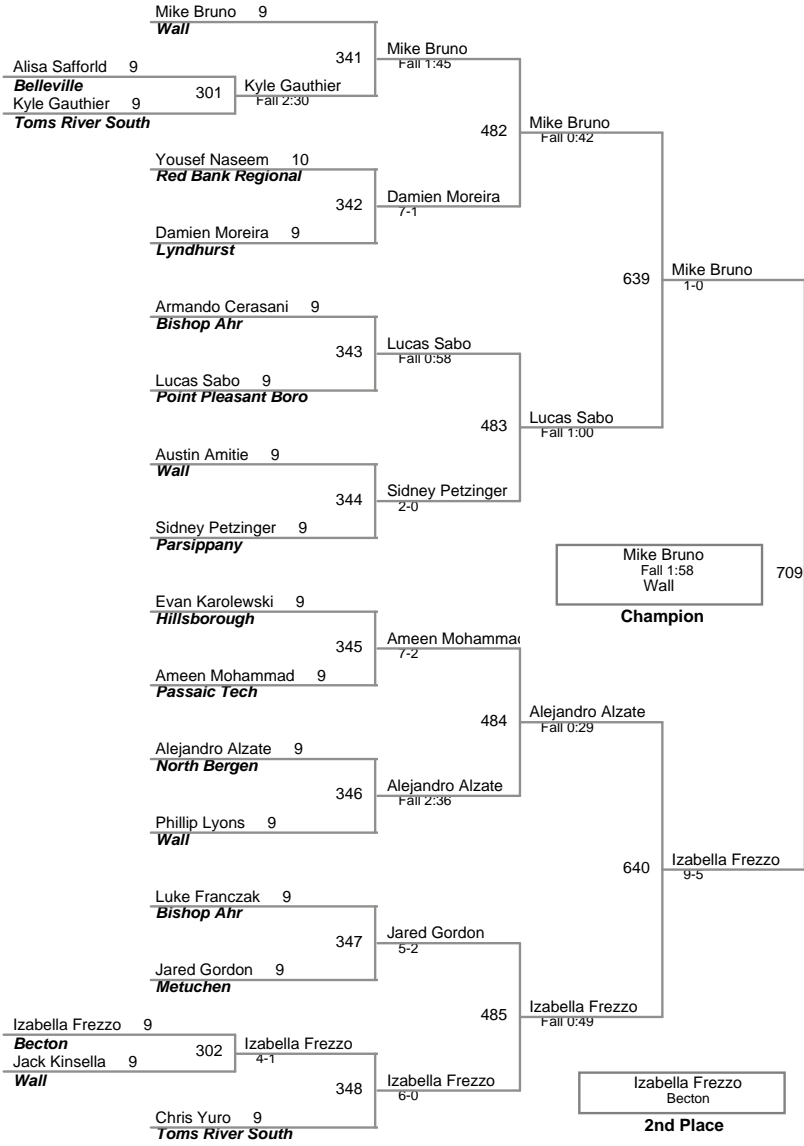 Mike Bruno 9
Wall
341
Mike Bruno
Fall 1:45
Alisa Safforld 9
Belleville
301
Kyle Gauthier
Fall 2:30
Kyle Gauthier 9
Toms River South
482
Mike Bruno
Fall 0:42
Yousef Naseem 10
Red Bank Regional
342
Damien Moreira
7-1
Damien Moreira 9
Lyndhurst
639
Mike Bruno
1-0
Armando Cerasani 9
Bishop Ahr
343
Lucas Sabo
Fall 0:58
Lucas Sabo 9
Point Pleasant Boro
483
Lucas Sabo
Fall 1:00
Austin Amitie 9
Wall
344
Sidney Petzinger
2-0
Sidney Petzinger 9
Parsippany
Mike Bruno
Fall 1:58
Wall
709
Champion
Evan Karolewski 9
Hillsborough
345
Ameen Mohammad
7-2
Ameen Mohammad 9
Passaic Tech
484
Alejandro Alzate
Fall 0:29
Alejandro Alzate 9
North Bergen
346
Alejandro Alzate
Fall 2:36
Phillip Lyons 9
Wall
640
Izabella Frezzo
9-5
Luke Franczak 9
Bishop Ahr
347
Jared Gordon
5-2
Jared Gordon 9
Metuchen
485
Izabella Frezzo
Fall 0:49
Izabella Frezzo 9
Becton
302
Izabella Frezzo
4-1
Jack Kinsella 9
Wall
348
Izabella Frezzo
6-0
Chris Yuro 9
Toms River South
Izabella Frezzo
Becton
2nd Place